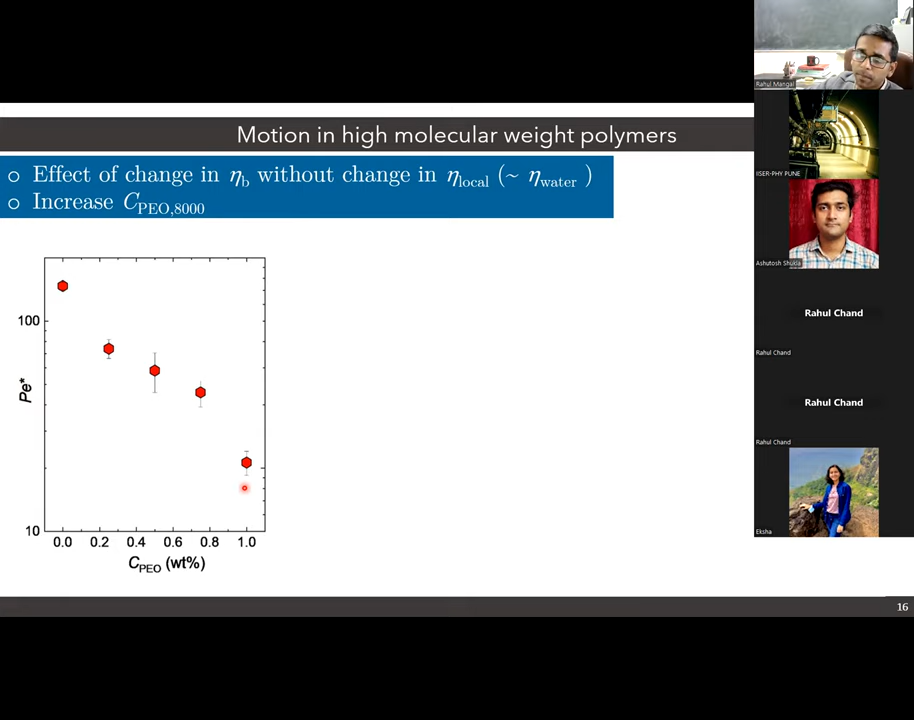 Motion in high molecular weight polymers
○ Effect of change in ηb without change in ηlocal (~ ηwater )
○ Increase CPEO,8000
100
10
Pe*
0.0 0.2 0.4 0.6 0.8 1.0
CPEO (wt%)
16
Rahul Mangal
IISER-PHY PUNE
Ashutosh Shukla
Rahul Chand
Rahul Chand
Rahul Chand
Rahul Chand
Eksha